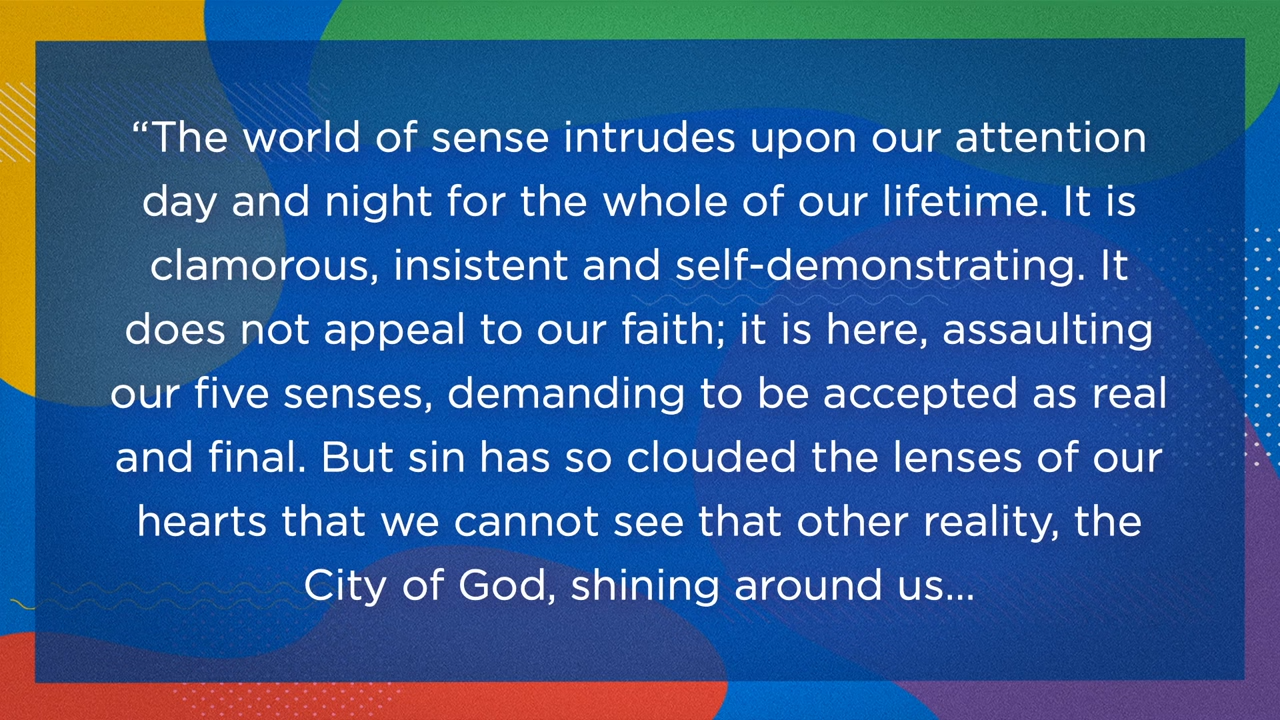 “The world of sense intrudes upon our attention
day and night for the whole of our lifetime. It is
clamorous, insistent and self-demonstrating. It
does not appeal to our faith; it is here, assaulting
our five senses, demanding to be accepted as real
and final. But sin has so clouded the lenses of our
hearts that we cannot see that other reality, the
City of God, shining around us...